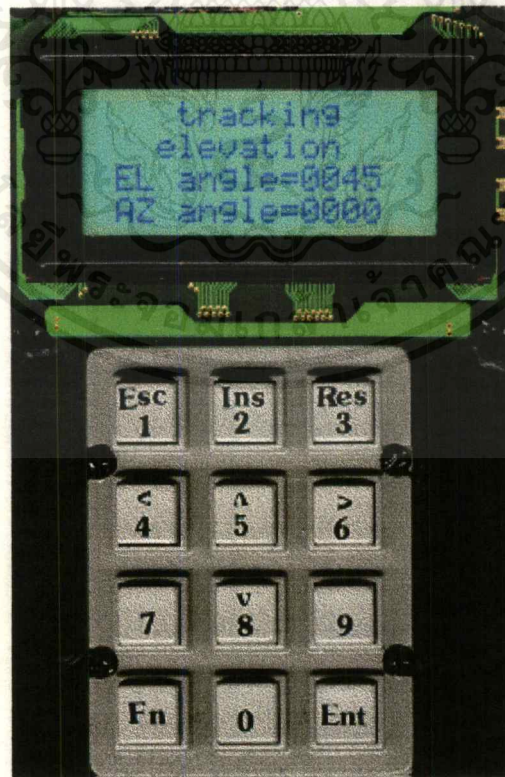 tracking
elevation
EL angle=0045
AZ angle=0000
Esc Ins Res
1 2 3
< ^ >
4 5 6
v
7 8 9
Fn 0 Ent